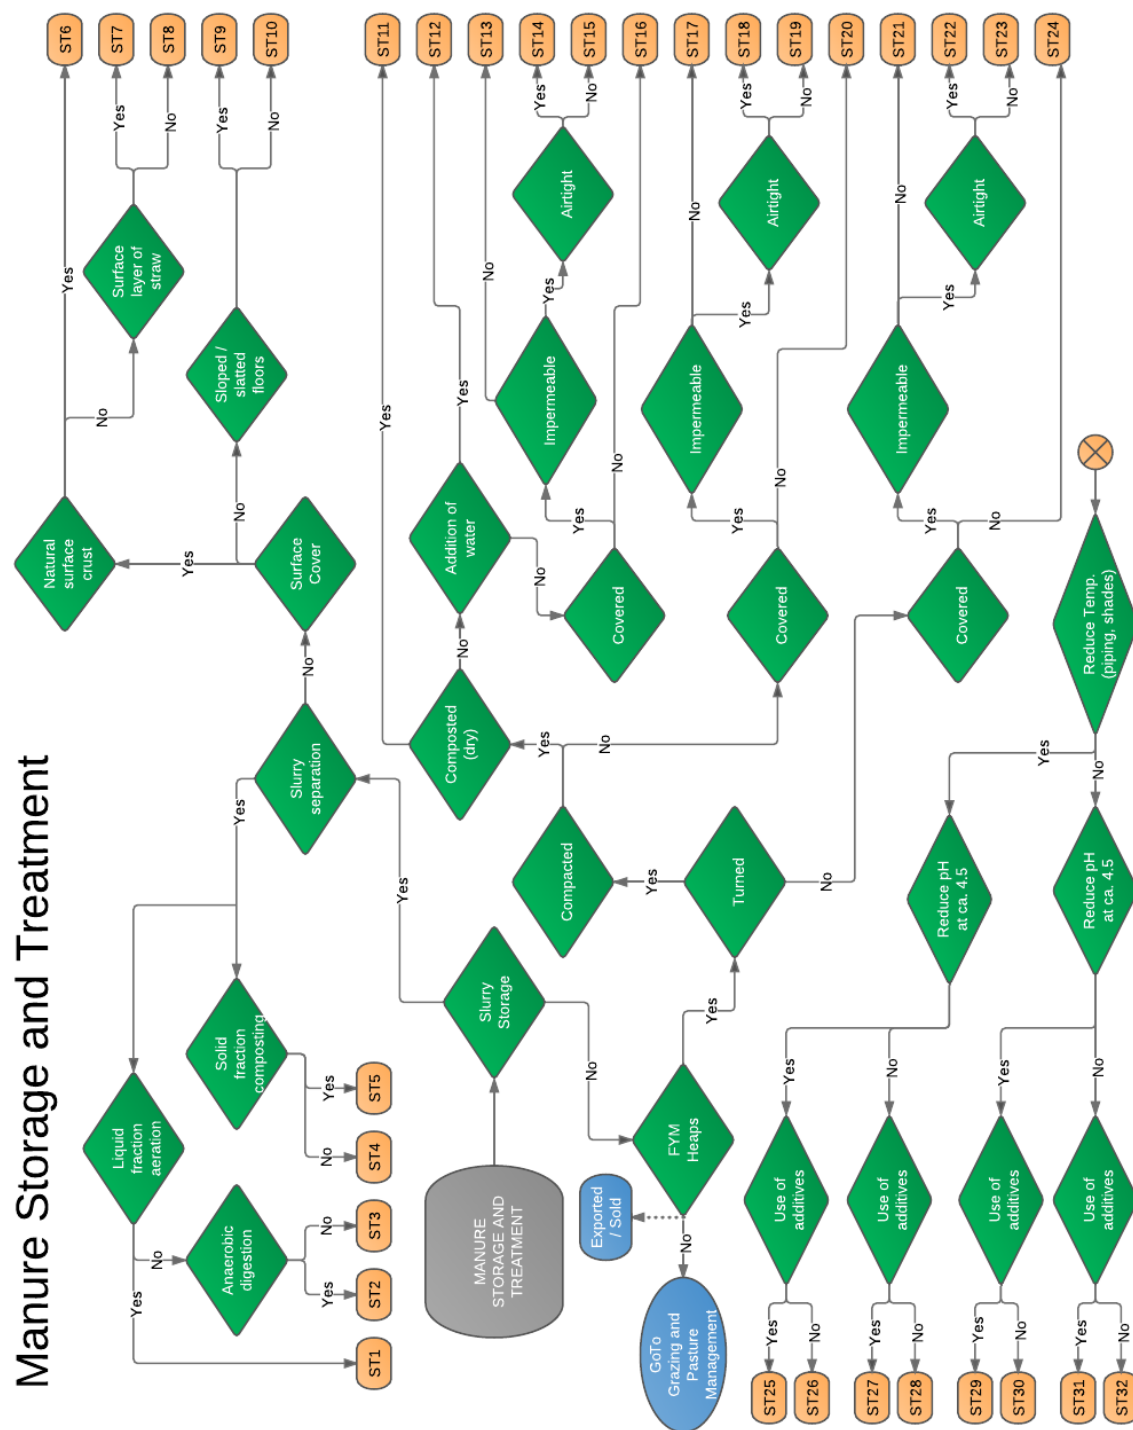 Manure Storage and Treatment
MANURE
STORAGE AND
TREATMENT
Slurry
Storage
Yes
No
Slurry
separation
Yes
No
Liquid
fraction
aeration
Yes
No
Anaerobic
digestion
Yes
No
Solid
fraction
composting
No
Yes
ST1
ST2
ST3
ST4
ST5
Surface
Cover
Yes
No
Natural
surface
crust
Yes
No
Surface
layer of
straw
Yes
No
Sloped /
slatted
floors
Yes
No
ST6
ST7
ST8
ST9
ST10
FYM
Heaps
Exported
/ Sold
No
GoTo
Grazing and
Pasture
Management
Yes
Turned
Yes
No
Compacted
Yes
No
Composted
(dry)
Yes
No
Addition of
water
Yes
No
Covered
Yes
No
Impermeable
No
Yes
Airtight
Yes
No
ST11
ST12
ST13
ST14
ST15
ST16
Covered
Yes
No
Impermeable
No
Yes
Airtight
Yes
No
ST17
ST18
ST19
ST20
Covered
Yes
No
Impermeable
No
Yes
Airtight
Yes
No
ST21
ST22
ST23
ST24
Reduce Temp.
(piping, shades)
Yes
No
Reduce pH
at ca. 4.5
Yes
No
Use of
additives
Yes
No
ST25
ST26
Use of
additives
Yes
No
ST27
ST28
Reduce pH
at ca. 4.5
Yes
No
Use of
additives
Yes
No
ST29
ST30
Use of
additives
Yes
No
ST31
ST32